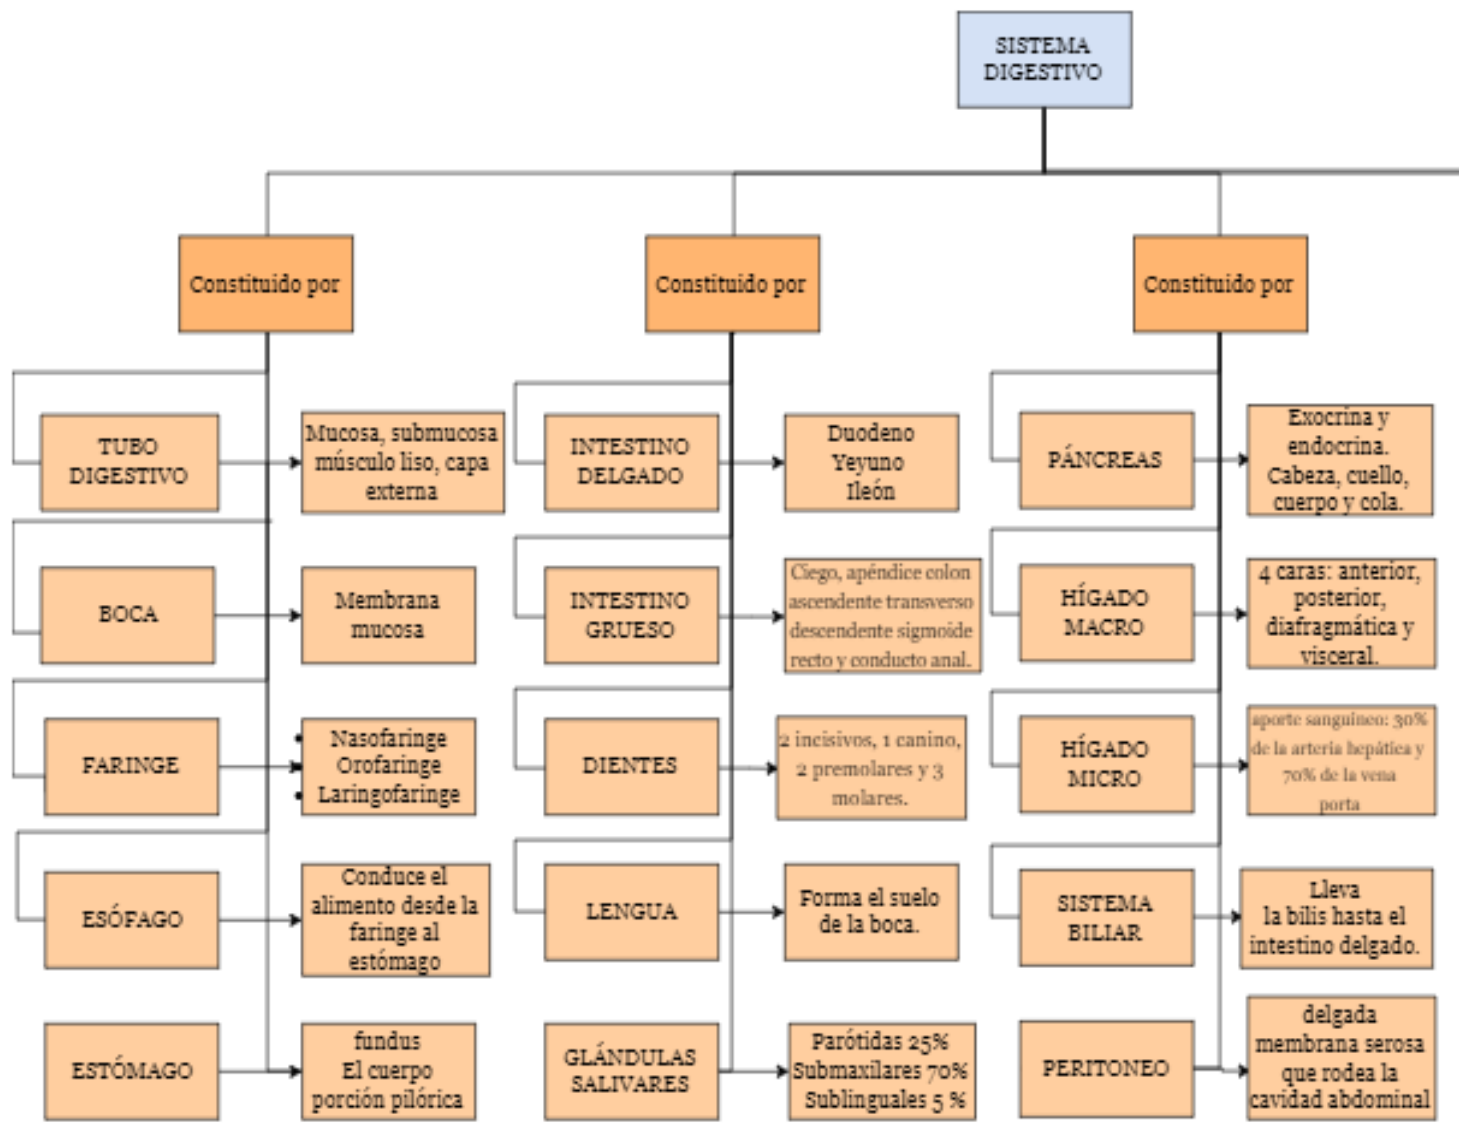 SISTEMA
DIGESTIVO
Constituido por
Constituido por
Constituido por
TUBO
DIGESTIVO
Mucosa, submucosa
músculo liso, capa
externa
BOCA
Membrana
mucosa
FARINGE
• Nasofaringe
Orofaringe
• Laringofaringe
ESÓFAGO
Conduce el
alimento desde la
faringe al
estómago
ESTÓMAGO
fundus
El cuerpo
porción pilórica
INTESTINO
DELGADO
Duodeno
Yeyuno
Ileón
INTESTINO
GRUESO
Ciego, apéndice colon
ascendente transverso
descendente sigmoide
recto y conducto anal.
DIENTES
2 incisivos, 1 canino,
2 premolares y 3
molares.
LENGUA
Forma el suelo
de la boca.
GLÁNDULAS
SALIVARES
Parótidas 25%
Submaxilares 70%
Sublinguales 5 %
PÁNCREAS
Exocrina y
endocrina.
Cabeza, cuello,
cuerpo y cola.
HÍGADO
MACRO
4 caras: anterior,
posterior,
diafragmática y
visceral.
HÍGADO
MICRO
aporte sanguíneo: 30%
de la arteria hepática y
70% de la vena
porta
SISTEMA
BILIAR
Lleva
la bilis hasta el
intestino delgado.
PERITONEO
delgada
membrana serosa
que rodea la
cavidad abdominal